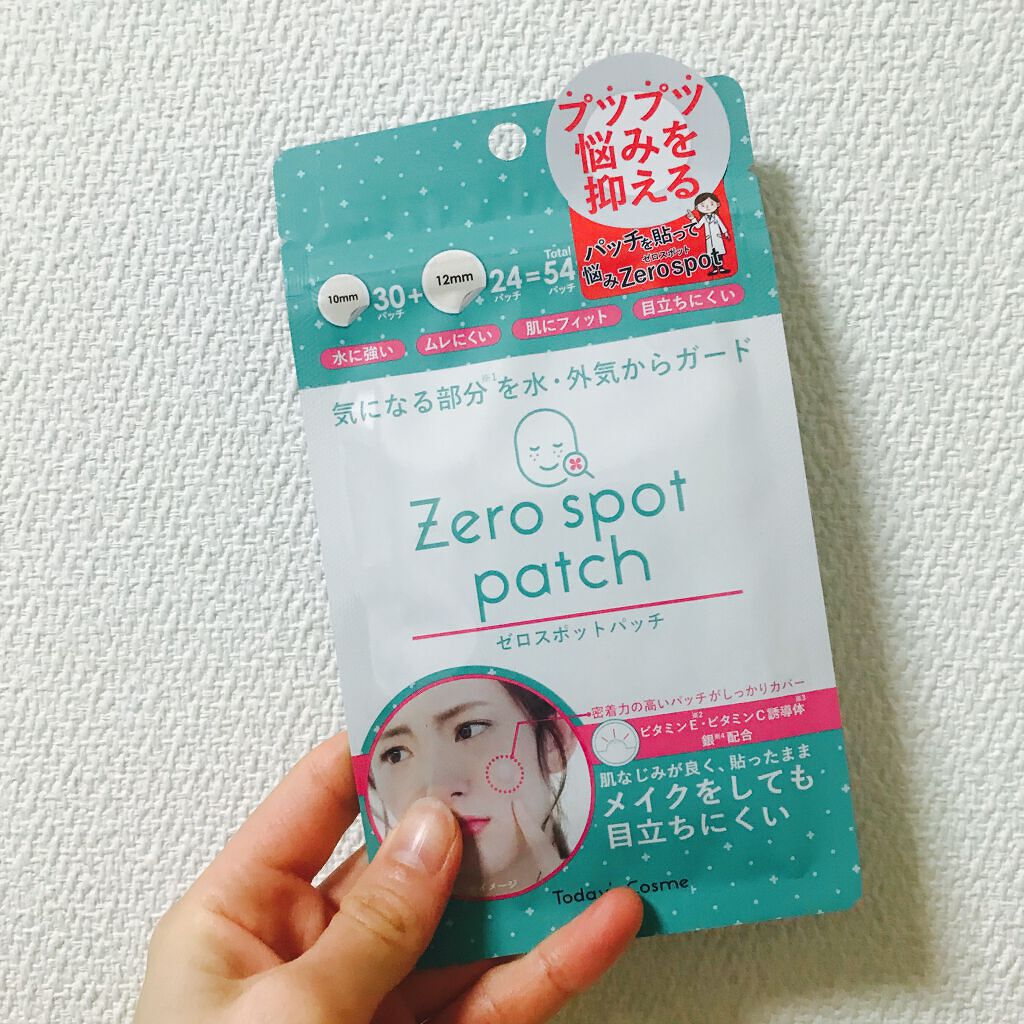 プツプツ
悩みを
抑える
パッチを貼って
ゼロスポット
悩みZerospot
10mm 30+ 12mm 24=54
Total
パッチ パッチ パッチ
水に強い ムレにくい 肌にフィット 目立ちにくい
気になる部分※1を水・外気からガード
Zero spot
patch
ゼロスポットパッチ
密着力の高いパッチがしっかりカバー
ビタミンE※2・ビタミンC誘導体※3
銀※4配合
肌なじみが良く、貼ったまま
メイクをしても
目立ちにくい
イメージ
Today's Cosme